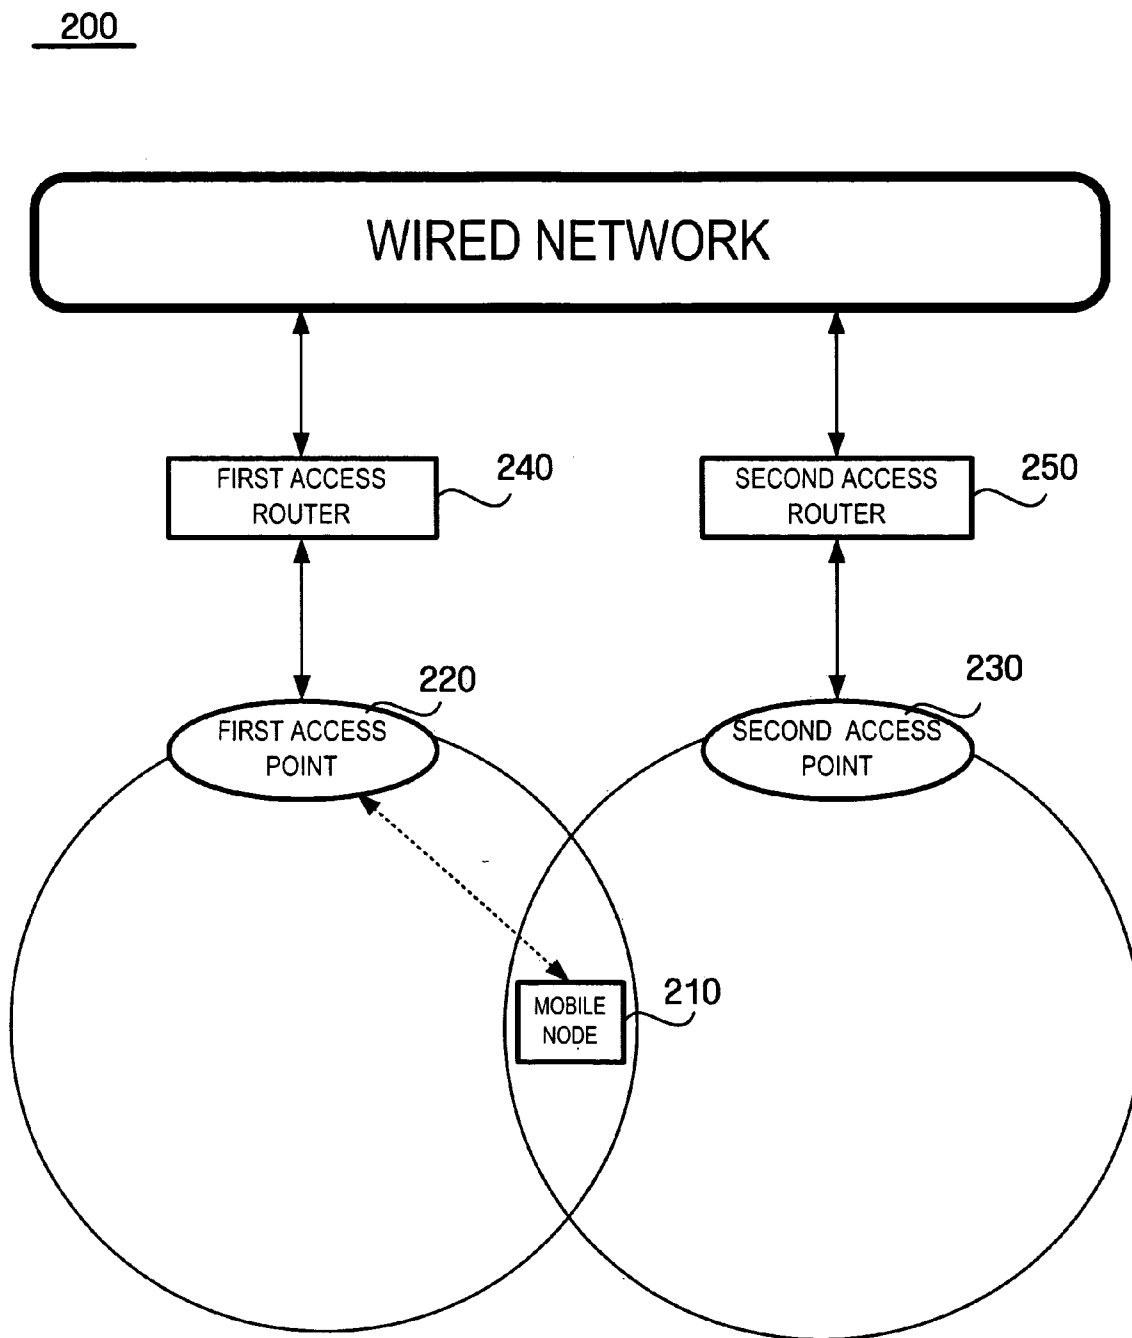 200
WIRED NETWORK
FIRST ACCESS
ROUTER
240
SECOND ACCESS
ROUTER
250
220
FIRST ACCESS
POINT
230
SECOND ACCESS
POINT
MOBILE
NODE
210